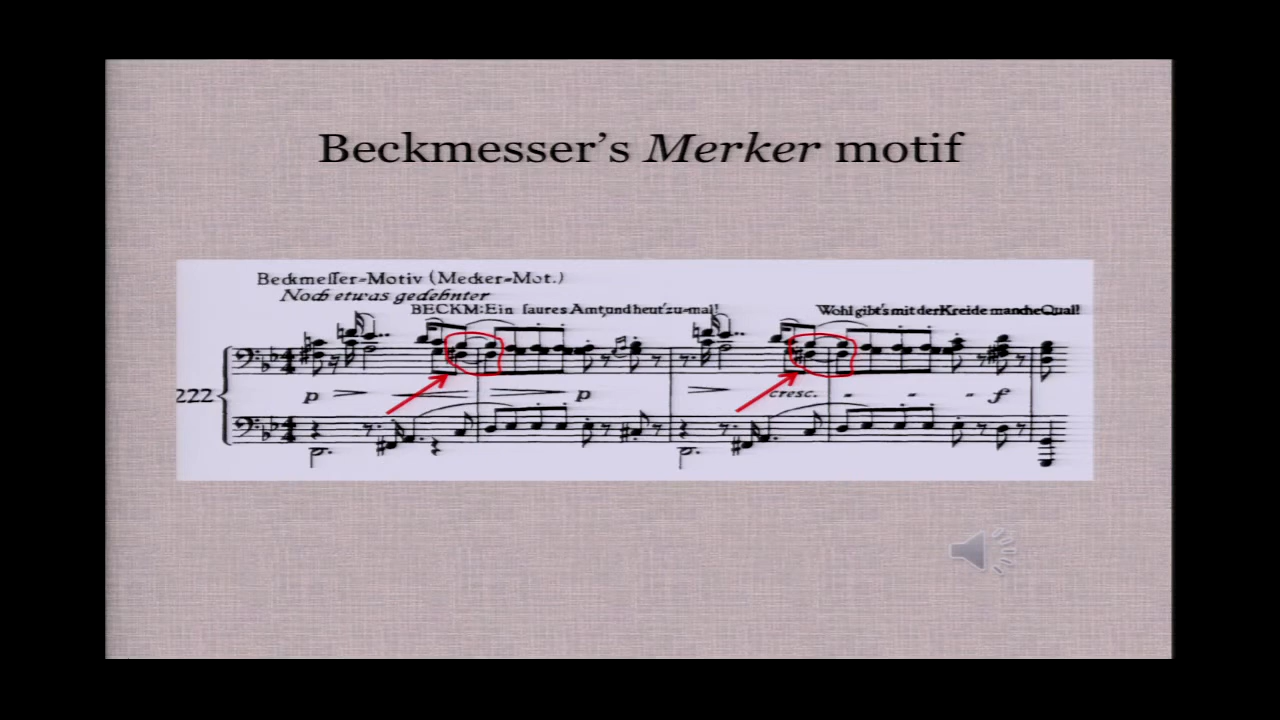 Beckmesser’s Merker motif
Beckmeſſer=Motiv (Mecker=Mot.)
Noch etwas gedehnter
BECKM: Ein ſaures Amt, und heut' zu-mal! Wohl gibt's mit der Kreide manche Qual!
222
p p cresc. - - - f